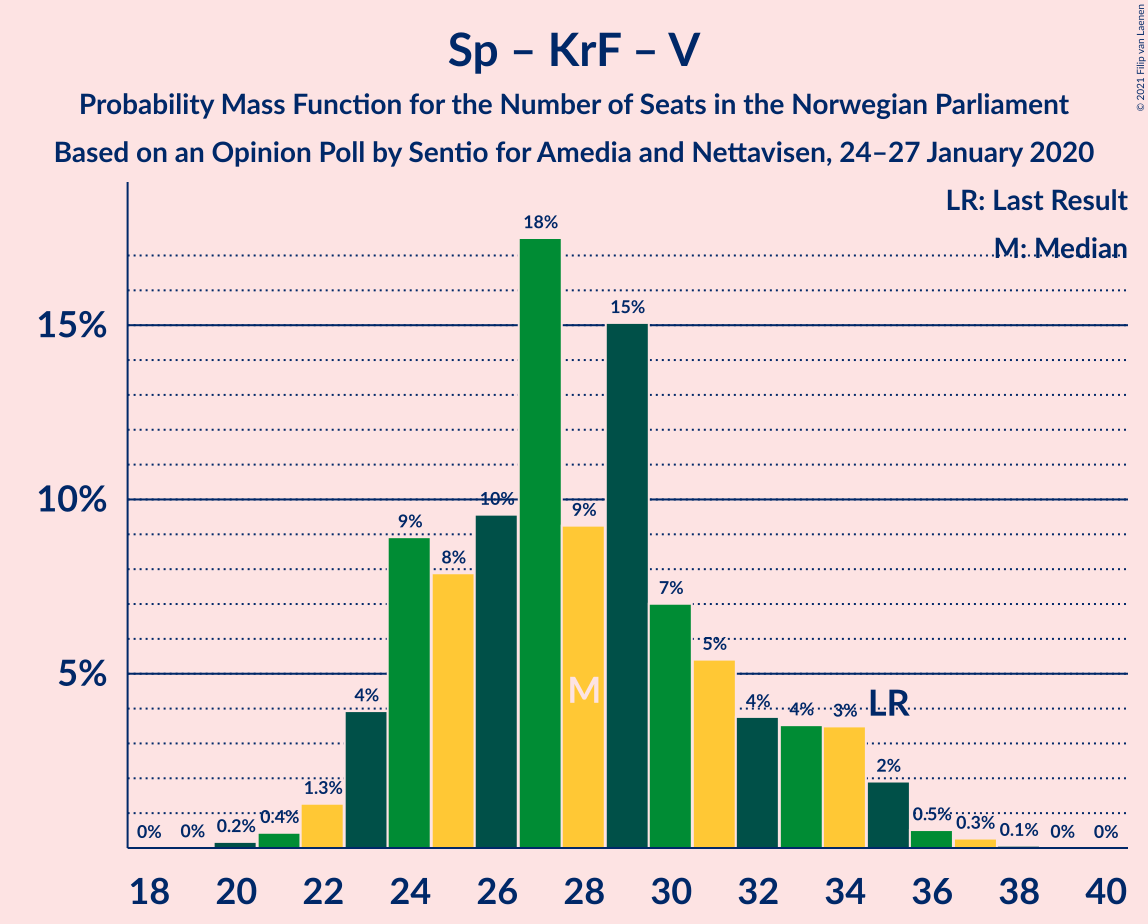 Sp – KrF – V
Probability Mass Function for the Number of Seats in the Norwegian Parliament
Based on an Opinion Poll by Sentio for Amedia and Nettavisen, 24–27 January 2020
© 2021 Filip van Laenen
LR: Last Result
M: Median
15%
10%
5%
0% 0% 0.2% 0.4% 1.3% 4% 9% 8% 10% 18% 9% 15% 7% 5% 4% 4% 3% 2% 0.5% 0.3% 0.1% 0% 0%
M
LR
18 20 22 24 26 28 30 32 34 36 38 40